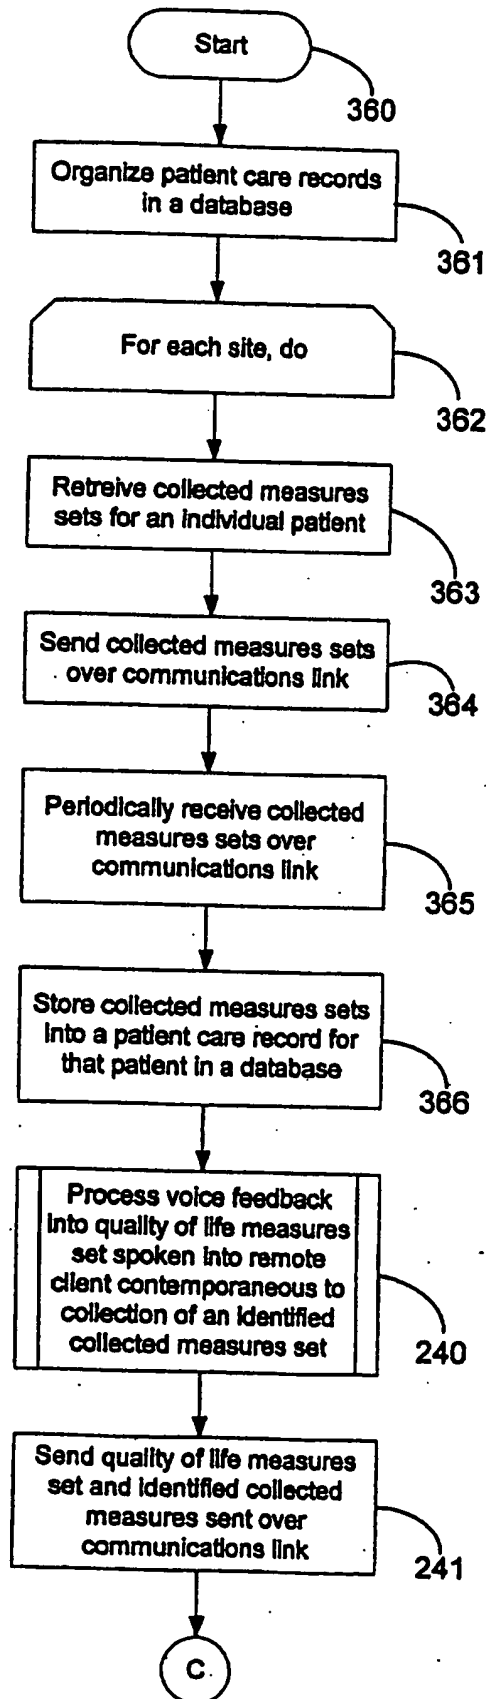 Start
360
Organize patient care records
in a database
361
For each site, do
362
Retreive collected measures
sets for an individual patient
363
Send collected measures sets
over communications link
364
Periodically receive collected
measures sets over
communications link
365
Store collected measures sets
into a patient care record for
that patient in a database
366
Process voice feedback
into quality of life measures
set spoken into remote
client contemporaneous to
collection of an identified
collected measures set
240
Send quality of life measures
set and identified collected
measures sent over
communications link
241
C